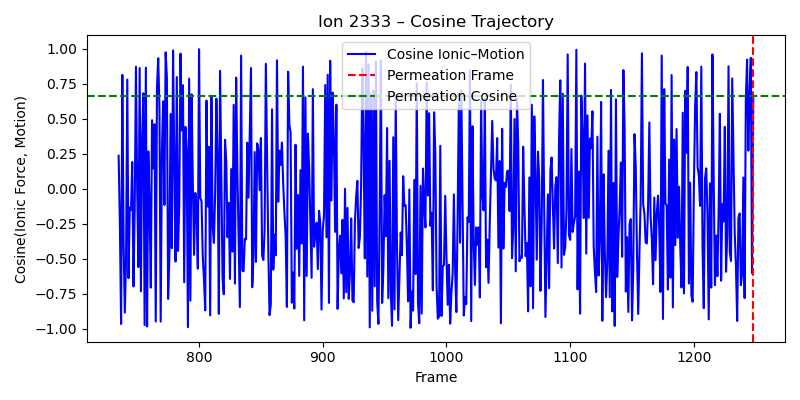 Ion 2333 – Cosine Trajectory
Cosine(Ionic Force, Motion)
1.00
0.75
0.50
0.25
0.00
−0.25
−0.50
−0.75
−1.00
Cosine Ionic–Motion
Permeation Frame
Permeation Cosine
800
900
1000
1100
1200
Frame